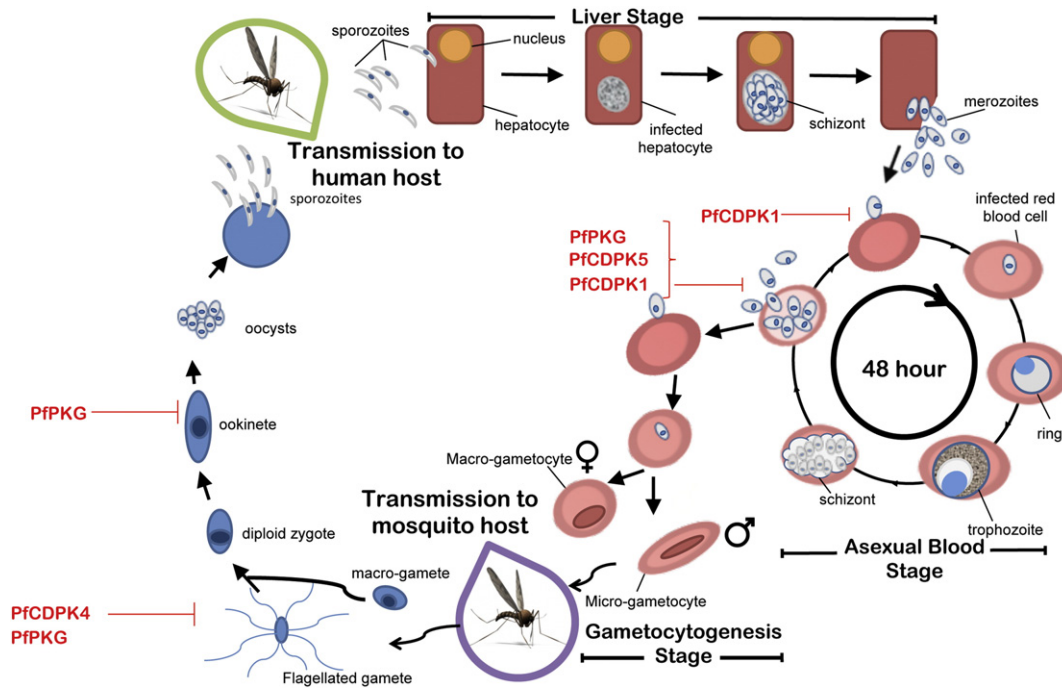 Liver Stage
sporozoites
nucleus
hepatocyte
infected
hepatocyte
schizont
merozoites
Transmission to
human host
sporozoites
PfCDPK1
infected red
blood cell
PfPKG
PfCDPK5
PfCDPK1
oocysts
48 hour
PfPKG
ookinete
ring
Macro-gametocyte
♀
schizont
trophozoite
Transmission to
mosquito host
diploid zygote
♂
Asexual Blood
Stage
macro-gamete
Micro-gametocyte
PfCDPK4
PfPKG
Gametocytogenesis
Stage
Flagellated gamete